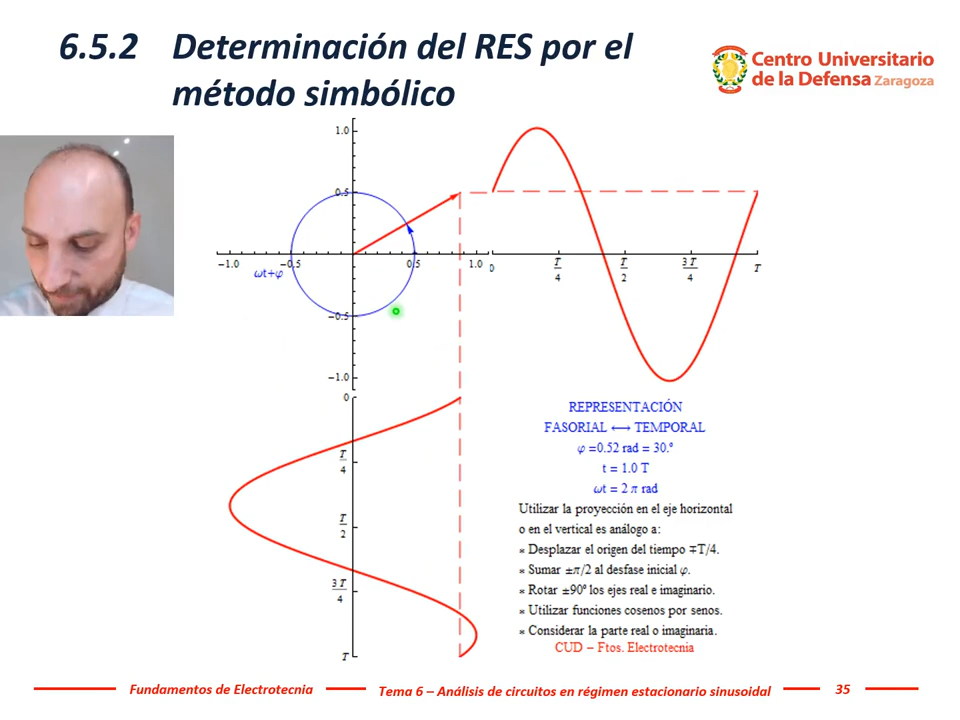 6.5.2 Determinación del RES por el
método simbólico
Centro Universitario
de la Defensa Zaragoza
1.0
0.5
-1.0
-0.5
0.5
1.0
ωt+φ
-0.5
-1.0
0
T/4
T/2
3T/4
T
0
T/4
T/2
3T/4
T
REPRESENTACIÓN
FASORIAL ⟷ TEMPORAL
φ =0.52 rad = 30.º
t = 1.0 T
ωt = 2 π rad
Utilizar la proyección en el eje horizontal
o en el vertical es análogo a:
* Desplazar el origen del tiempo ∓T/4.
* Sumar ±π/2 al desfase inicial φ.
* Rotar ±90º los ejes real e imaginario.
* Utilizar funciones cosenos por senos.
* Considerar la parte real o imaginaria.
CUD – Ftos. Electrotecnia
Fundamentos de Electrotecnia
Tema 6 – Análisis de circuitos en régimen estacionario sinusoidal
35